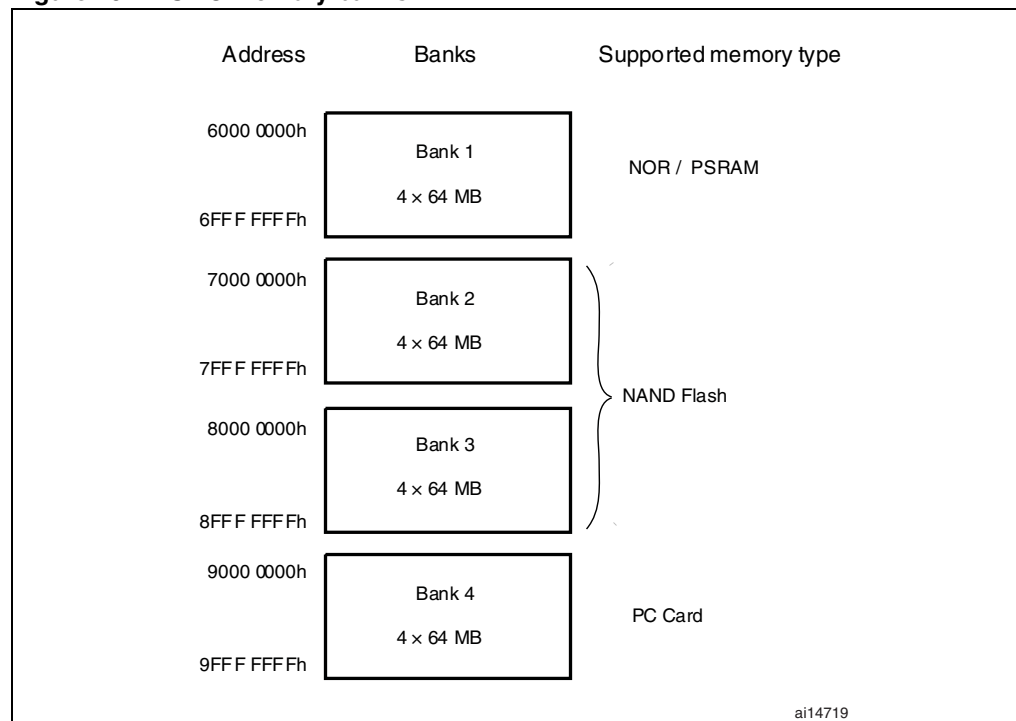 Address Banks Supported memory type
6000 0000h
Bank 1
NOR / PSRAM
4 × 64 MB
6FFF FFFFh
7000 0000h
Bank 2
4 × 64 MB
7FFF FFFFh
NAND Flash
8000 0000h
Bank 3
4 × 64 MB
8FFF FFFFh
9000 0000h
Bank 4
PC Card
4 × 64 MB
9FFF FFFFh
ai14719